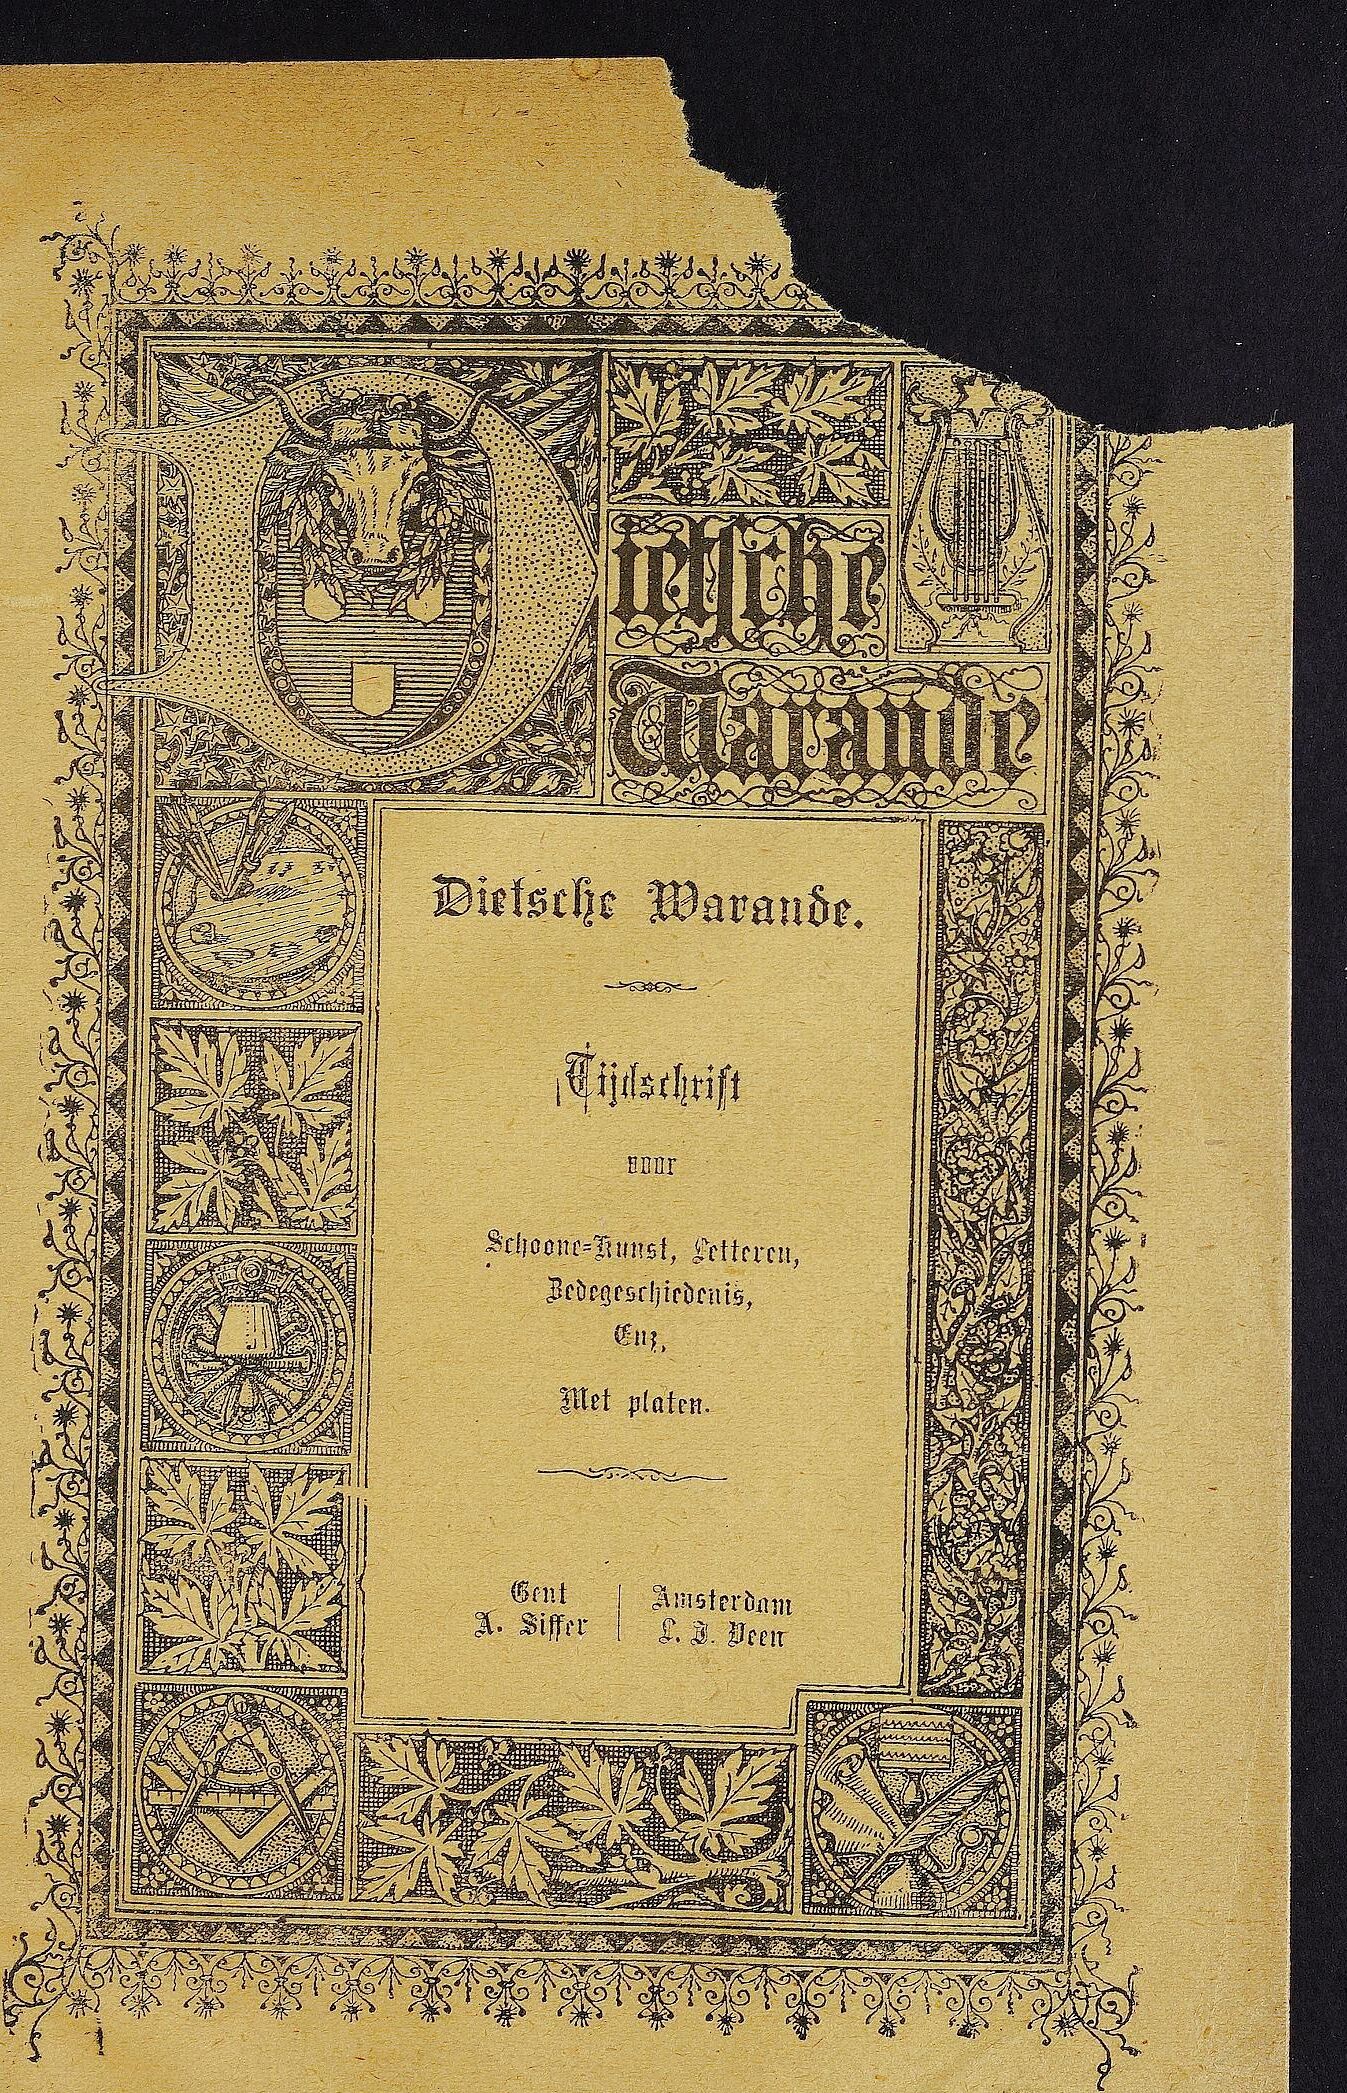 Dietsche
Warande
Dietsche Warande.
Tijdschrift
voor
Schoone=Kunst, Letteren,
Zedegeschiedenis,
Enz,
Met platen.
Gent | Amsterdam
A. Siffer | L. J. Veen